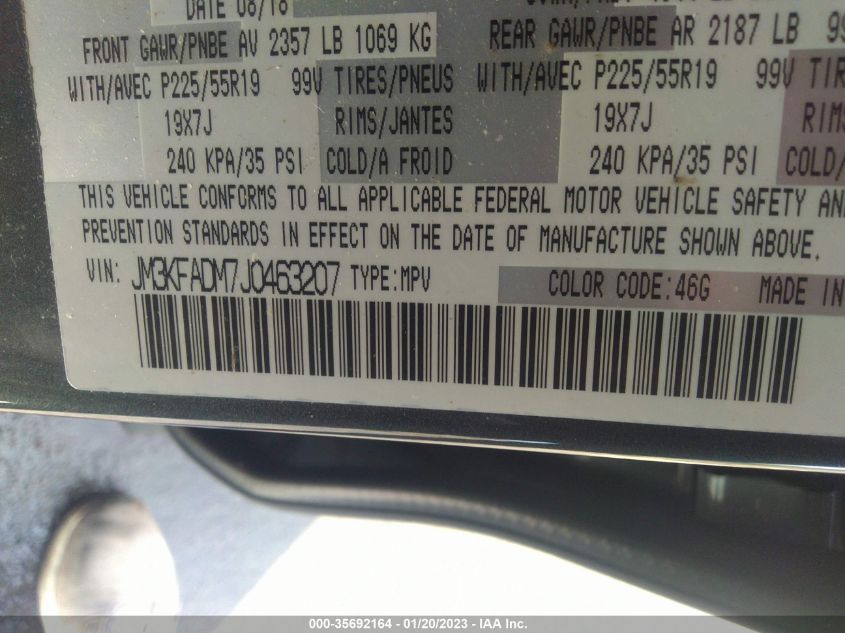 DATE 08/18
FRONT GAWR/PNBE AV 2357 LB 1069 KG
REAR GAWR/PNBE AR 2187 LB
WITH/AVEC P225/55R19 99V TIRES/PNEUS
WITH/AVEC P225/55R19 99V
19X7J RIMS/JANTES
19X7J
240 KPA/35 PSI COLD/A FROID
240 KPA/35 PSI COLD/
THIS VEHICLE CONFORMS TO ALL APPLICABLE FEDERAL MOTOR VEHICLE SAFETY
PREVENTION STANDARDS IN EFFECT ON THE DATE OF MANUFACTURE SHOWN ABOVE.
VIN: JM3KFADM7J0463207 TYPE:MPV
COLOR CODE:46G MADE IN
000-35692164 - 01/20/2023 - IAA Inc.